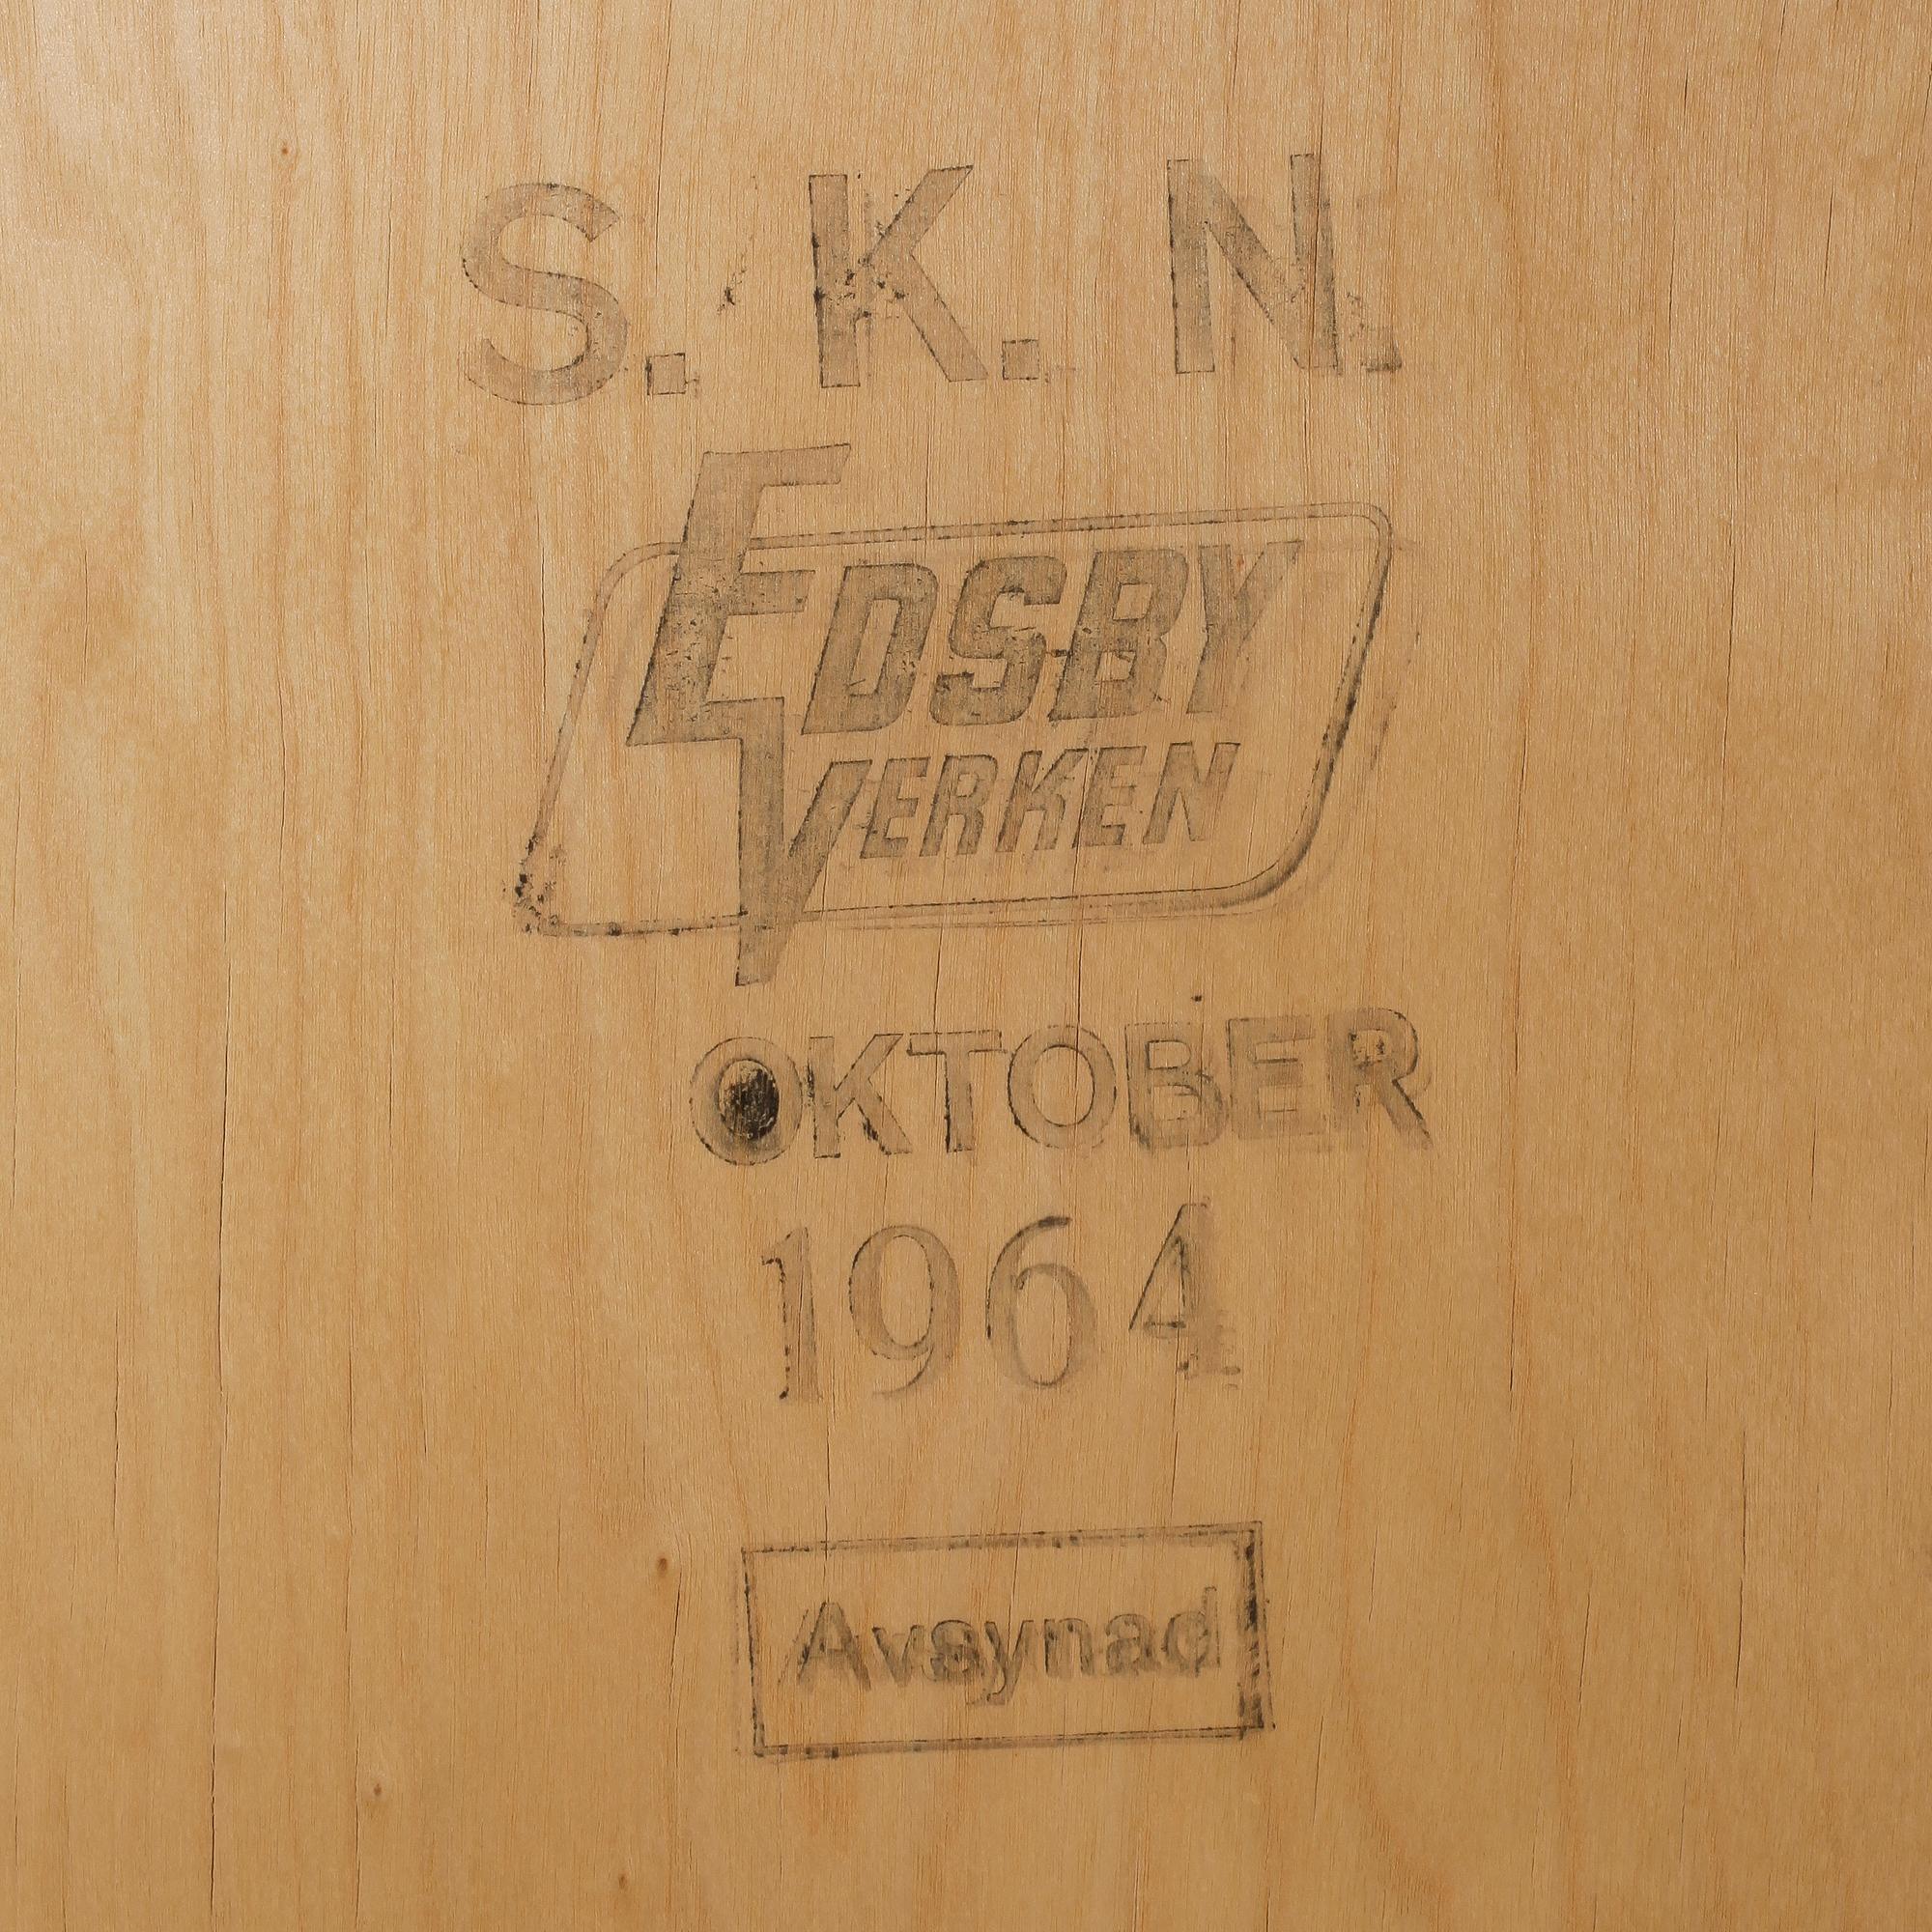 S. K. N.
EDSBY
VERKEN
OKTOBER
1964
Avsynad